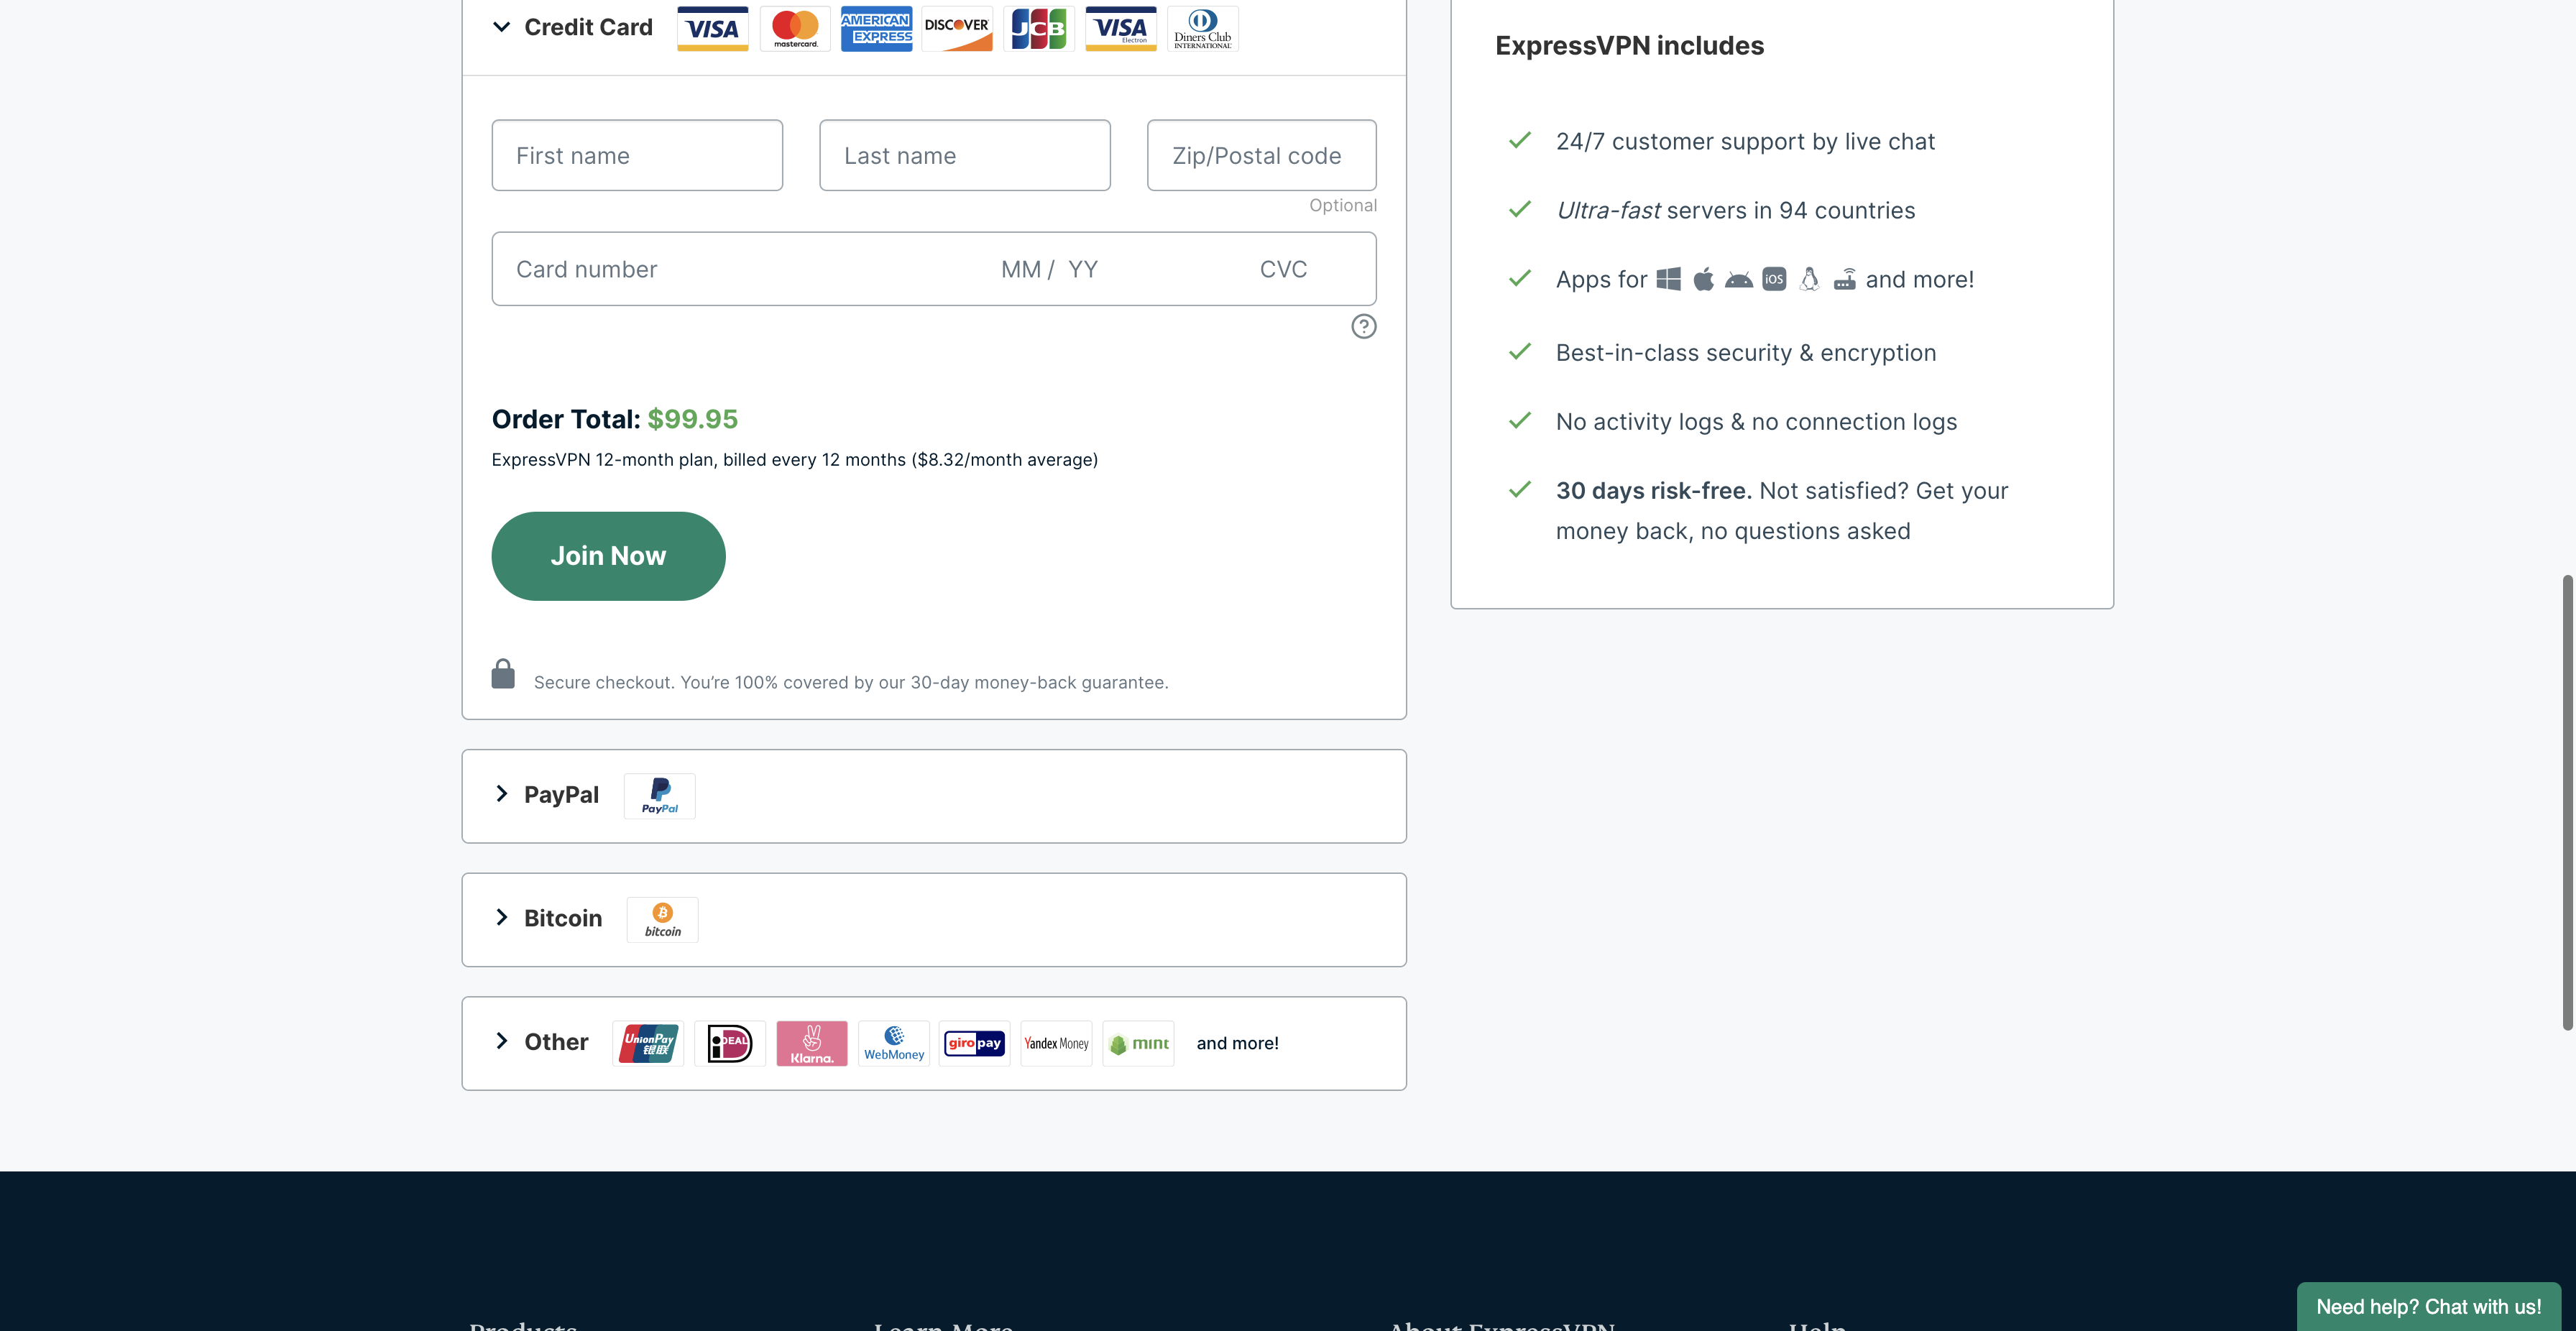 Credit Card VISA mastercard. AMERICAN EXPRESS DISCOVER JCB VISA Electron Diners Club INTERNATIONAL
First name Last name Zip/Postal code
Optional
Card number MM / YY CVC
?
Order Total: $99.95
ExpressVPN 12-month plan, billed every 12 months ($8.32/month average)
Join Now
Secure checkout. You’re 100% covered by our 30-day money-back guarantee.
PayPal PayPal
Bitcoin bitcoin
Other UnionPay 银联 iDEAL Klarna. WebMoney giropay Yandex Money mint and more!
ExpressVPN includes
24/7 customer support by live chat
Ultra-fast servers in 94 countries
Apps for iOS and more!
Best-in-class security & encryption
No activity logs & no connection logs
30 days risk-free. Not satisfied? Get your
money back, no questions asked
Products Learn More About ExpressVPN Help
Need help? Chat with us!